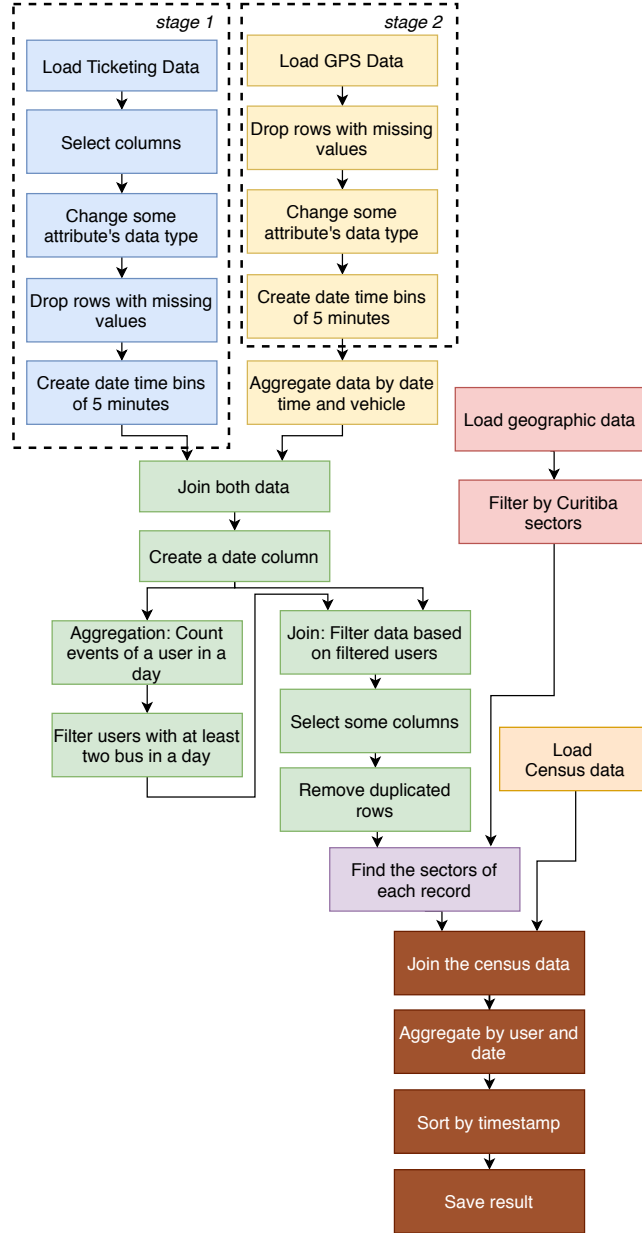 stage 1
stage 2
Load Ticketing Data
Load GPS Data
Select columns
Drop rows with missing
values
Change some
attribute's data type
Change some
attribute's data type
Drop rows with missing
values
Create date time bins
of 5 minutes
Create date time bins
of 5 minutes
Aggregate data by date
time and vehicle
Load geographic data
Join both data
Filter by Curitiba
sectors
Create a date column
Aggregation: Count
events of a user in a
day
Join: Filter data based
on filtered users
Filter users with at least
two bus in a day
Select some columns
Load
Census data
Remove duplicated
rows
Find the sectors of
each record
Join the census data
Aggregate by user and
date
Sort by timestamp
Save result